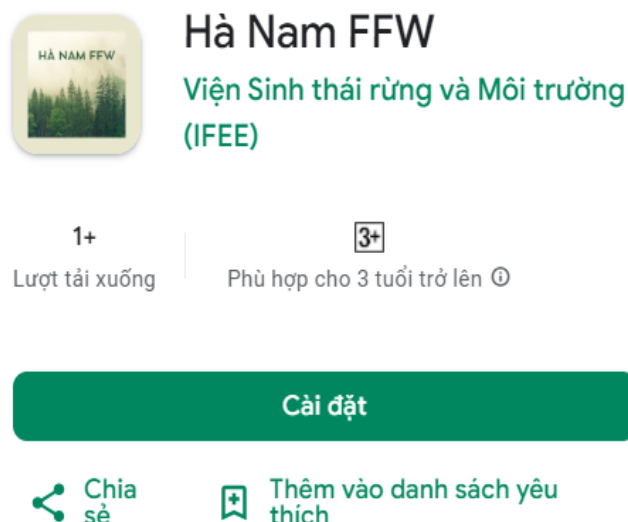 HÀ NAM FFW
Hà Nam FFW
Viện Sinh thái rừng và Môi trường
(IFEE)
1+
Lượt tải xuống
3+
Phù hợp cho 3 tuổi trở lên
Cài đặt
Chia
sẻ
Thêm vào danh sách yêu
thích